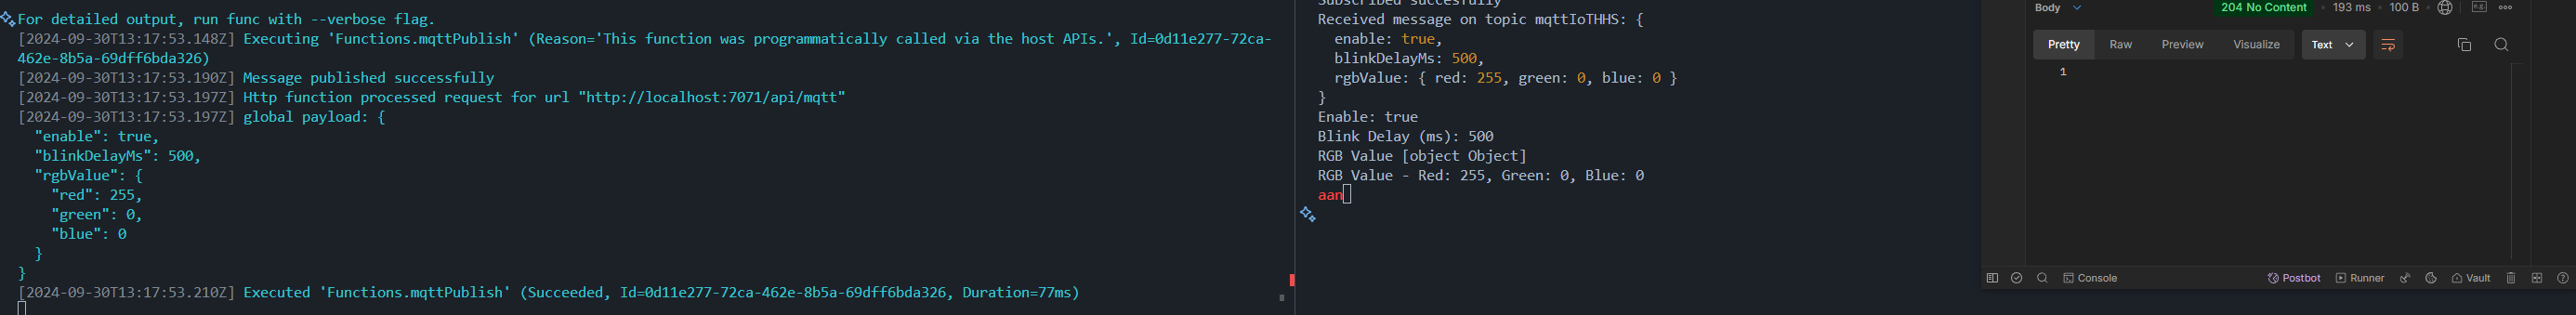 For detailed output, run func with --verbose flag.
[2024-09-30T13:17:53.148Z] Executing 'Functions.mqttPublish' (Reason='This function was programmatically called via the host APIs.', Id=0d11e277-72ca-
462e-8b5a-69dff6bda326)
[2024-09-30T13:17:53.190Z] Message published successfully
[2024-09-30T13:17:53.197Z] Http function processed request for url "http://localhost:7071/api/mqtt"
[2024-09-30T13:17:53.197Z] global payload: {
"enable": true,
"blinkDelayMs": 500,
"rgbValue": {
"red": 255,
"green": 0,
"blue": 0
}
}
[2024-09-30T13:17:53.210Z] Executed 'Functions.mqttPublish' (Succeeded, Id=0d11e277-72ca-462e-8b5a-69dff6bda326, Duration=77ms)
Subscribed succesfully
Received message on topic mqttIoTHHS: {
enable: true,
blinkDelayMs: 500,
rgbValue: { red: 255, green: 0, blue: 0 }
}
Enable: true
Blink Delay (ms): 500
RGB Value [object Object]
RGB Value - Red: 255, Green: 0, Blue: 0
aan
Body 204 No Content 193 ms 100 B
Pretty Raw Preview Visualize Text
1
Console Postbot Runner Vault